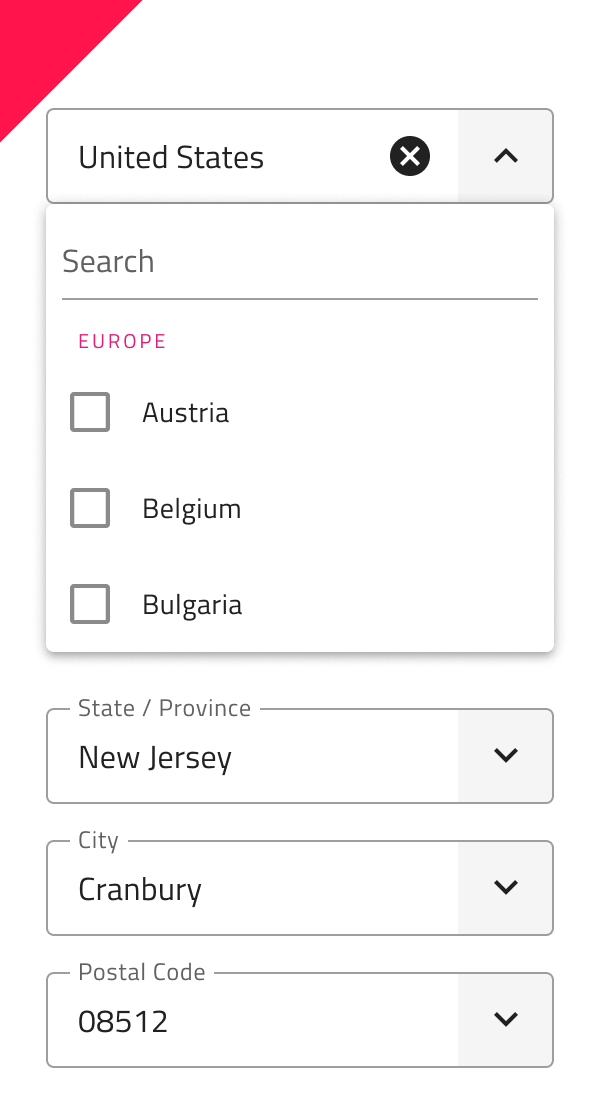 United States
Search
EUROPE
Austria
Belgium
Bulgaria
State / Province
New Jersey
City
Cranbury
Postal Code
08512